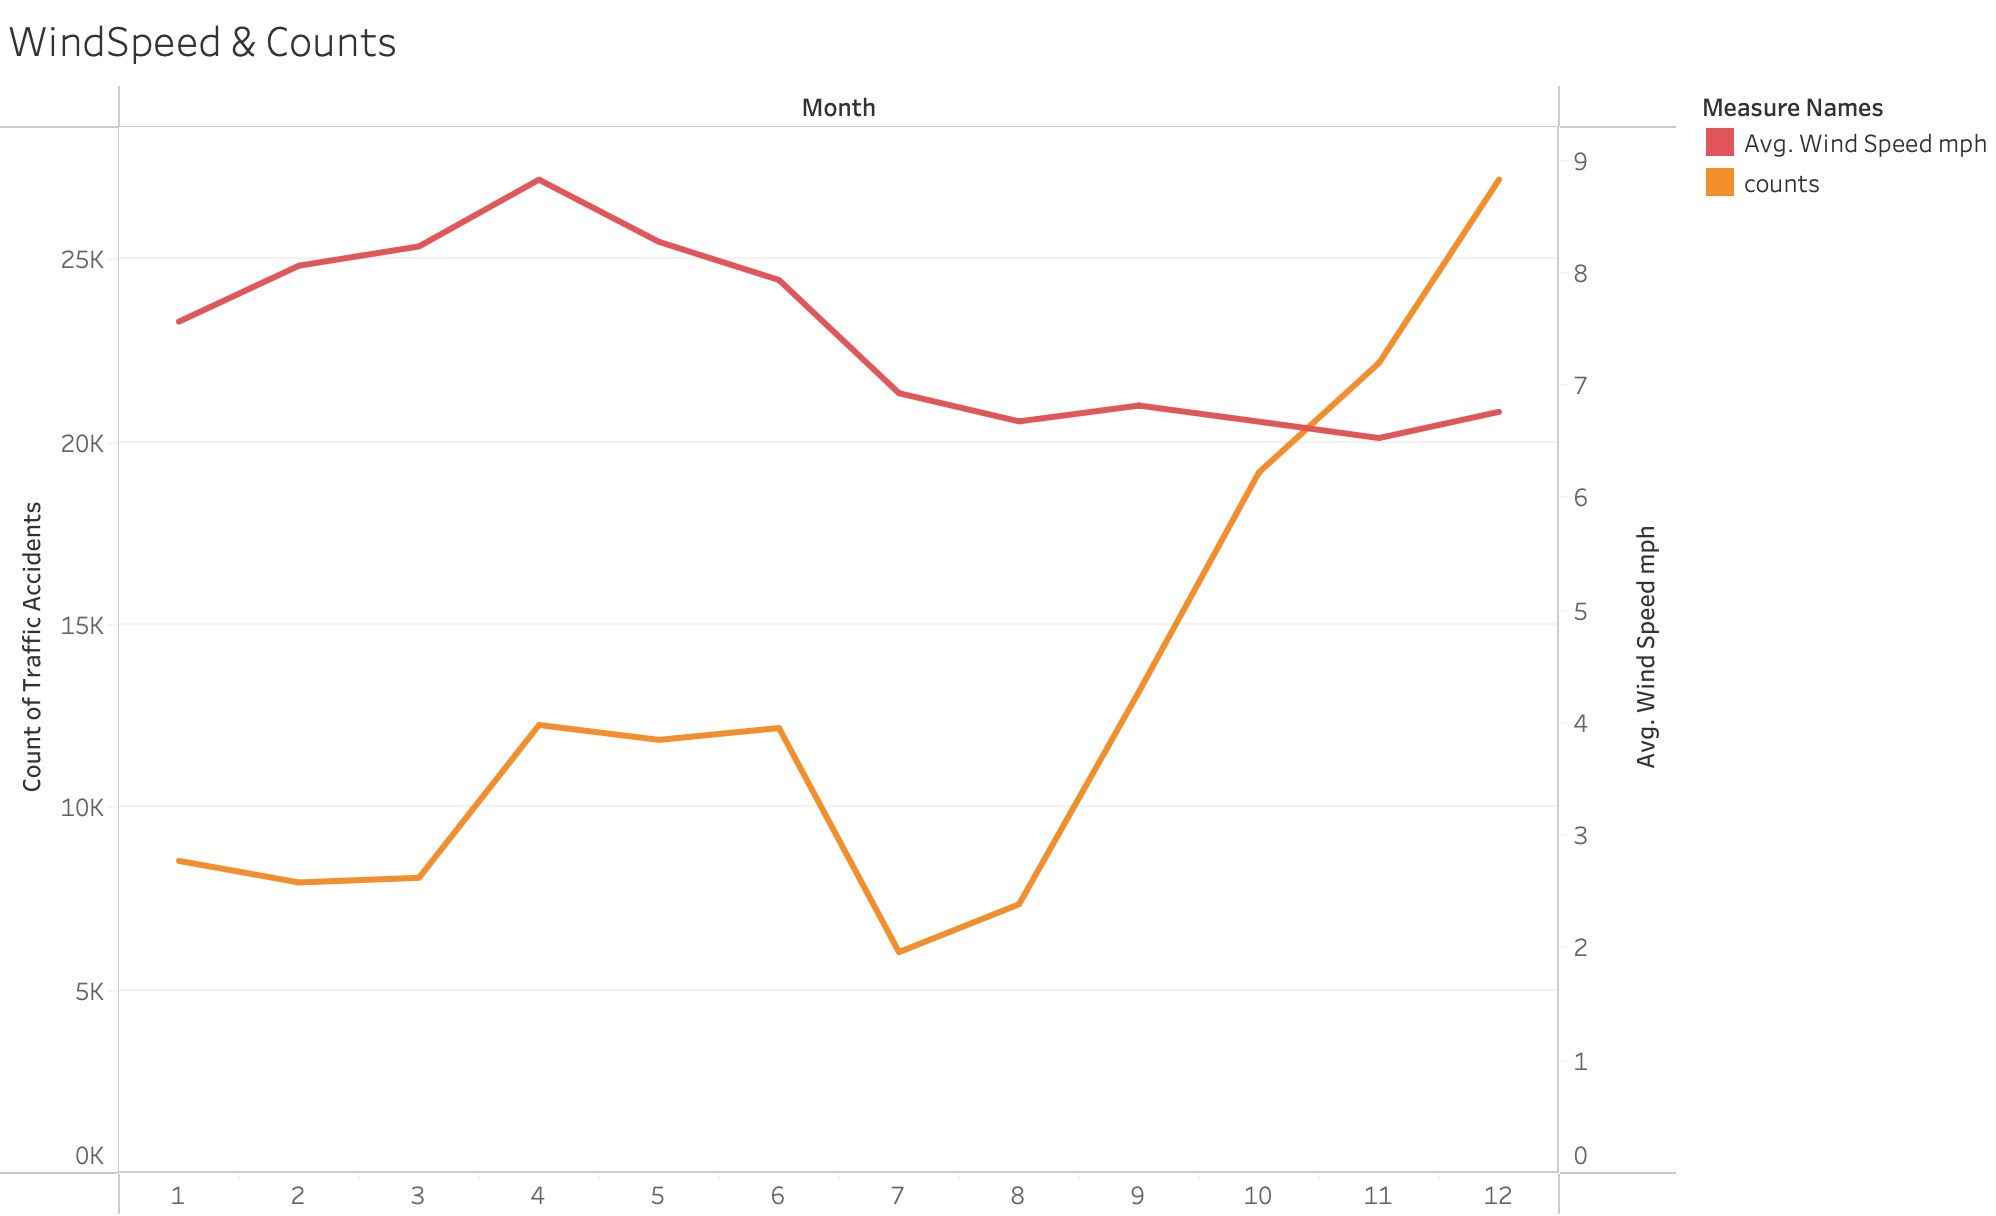 WindSpeed & Counts
Month
Measure Names
Avg. Wind Speed mph
counts
Count of Traffic Accidents
25K
20K
15K
10K
5K
0K
9
8
7
6
5
4
3
2
1
0
Avg. Wind Speed mph
1 2 3 4 5 6 7 8 9 10 11 12